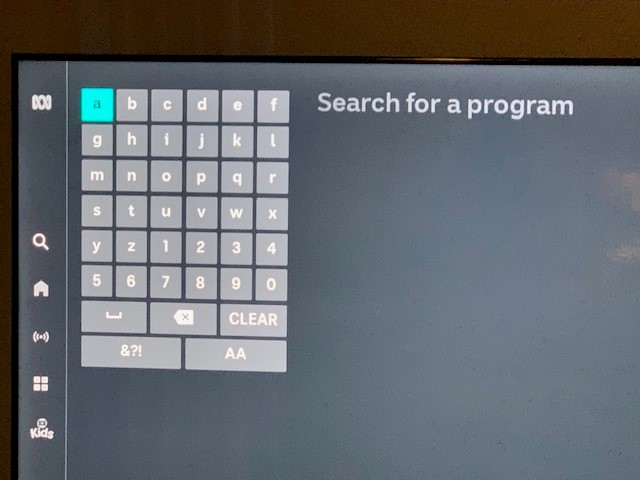 Search for a program
a b c d e f
g h i j k l
m n o p q r
s t u v w x
y z 1 2 3 4
5 6 7 8 9 0
CLEAR
&?! AA
Kids